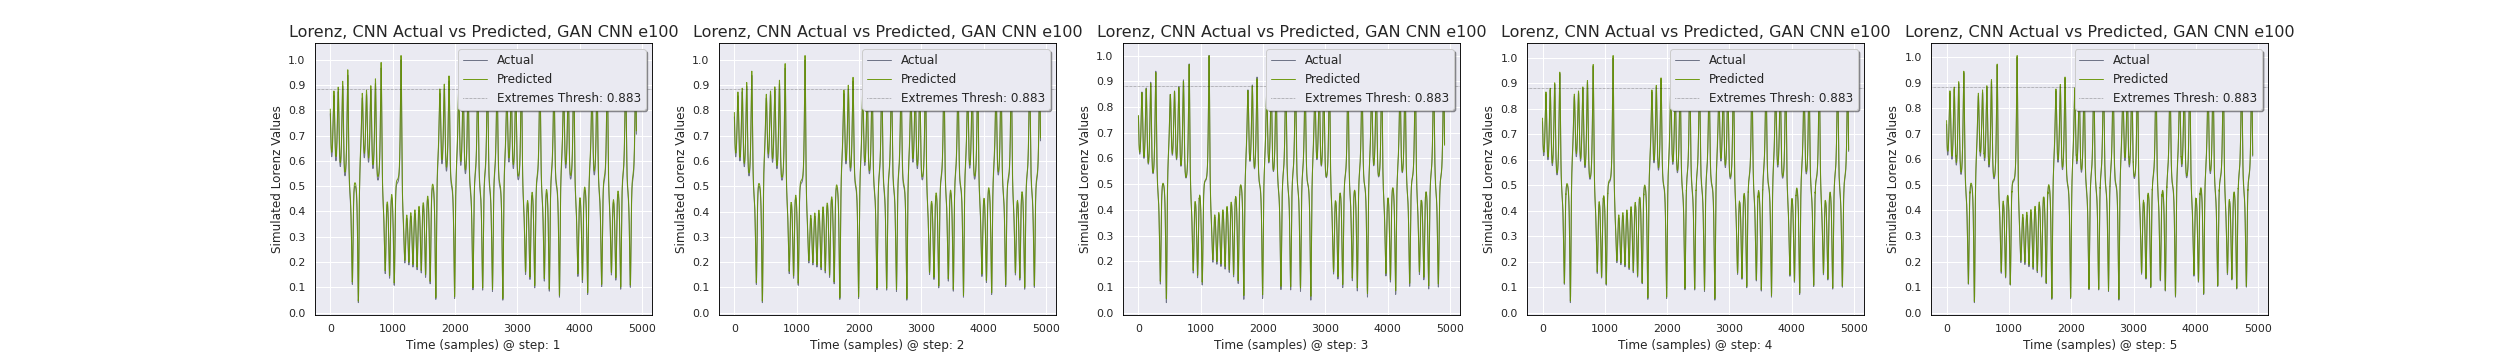 Lorenz, CNN Actual vs Predicted, GAN CNN e100
Simulated Lorenz Values
1.0
0.9
0.8
0.7
0.6
0.5
0.4
0.3
0.2
0.1
0.0
Actual
Predicted
Extremes Thresh: 0.883
0 1000 2000 3000 4000 5000
Time (samples) @ step: 1
Lorenz, CNN Actual vs Predicted, GAN CNN e100
Simulated Lorenz Values
1.0
0.9
0.8
0.7
0.6
0.5
0.4
0.3
0.2
0.1
0.0
Actual
Predicted
Extremes Thresh: 0.883
0 1000 2000 3000 4000 5000
Time (samples) @ step: 2
Lorenz, CNN Actual vs Predicted, GAN CNN e100
Simulated Lorenz Values
1.0
0.9
0.8
0.7
0.6
0.5
0.4
0.3
0.2
0.1
0.0
Actual
Predicted
Extremes Thresh: 0.883
0 1000 2000 3000 4000 5000
Time (samples) @ step: 3
Lorenz, CNN Actual vs Predicted, GAN CNN e100
Simulated Lorenz Values
1.0
0.9
0.8
0.7
0.6
0.5
0.4
0.3
0.2
0.1
0.0
Actual
Predicted
Extremes Thresh: 0.883
0 1000 2000 3000 4000 5000
Time (samples) @ step: 4
Lorenz, CNN Actual vs Predicted, GAN CNN e100
Simulated Lorenz Values
1.0
0.9
0.8
0.7
0.6
0.5
0.4
0.3
0.2
0.1
0.0
Actual
Predicted
Extremes Thresh: 0.883
0 1000 2000 3000 4000 5000
Time (samples) @ step: 5